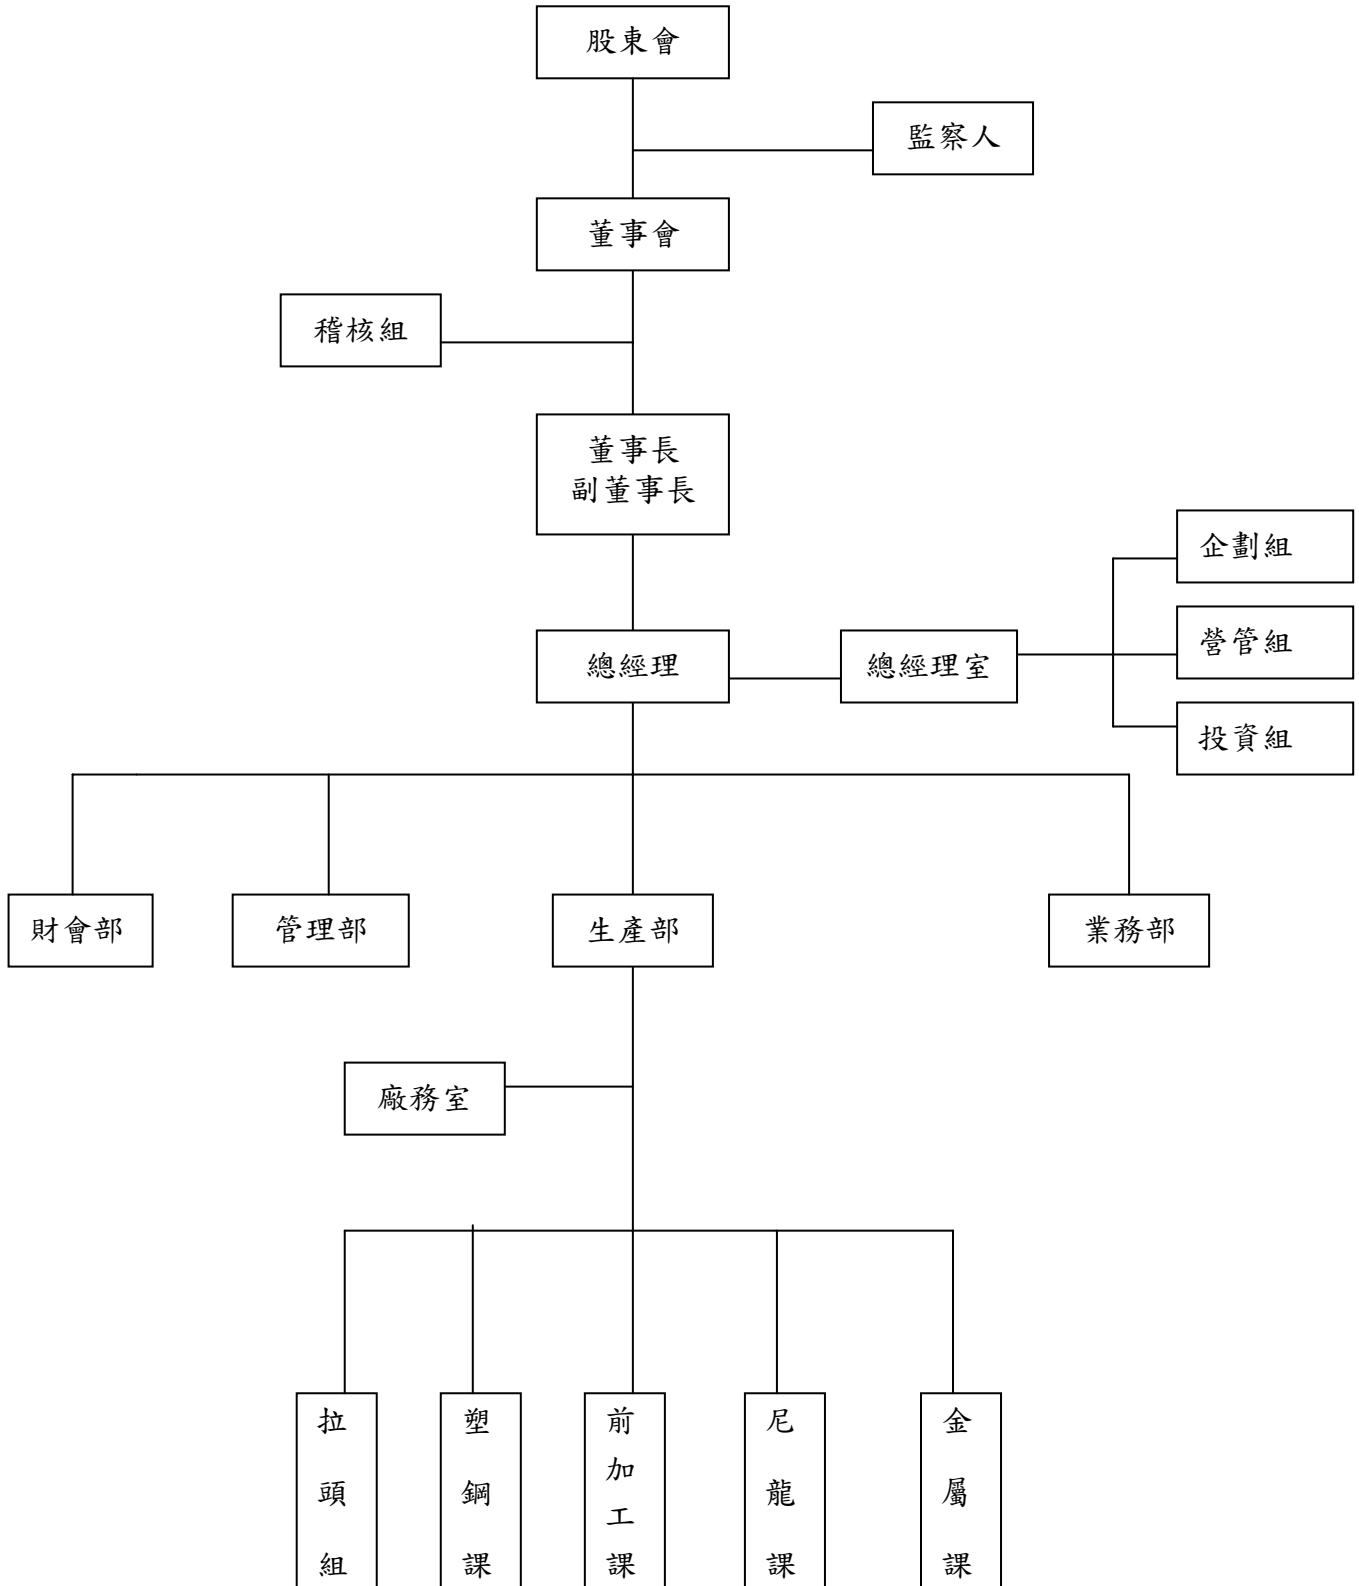 股東會
監察人
董事會
稽核組
董事長
副董事長
企劃組
總經理
總經理室
營管組
投資組
財會部
管理部
生產部
業務部
廠務室
拉頭組
塑鋼課
前加工課
尼龍課
金屬課